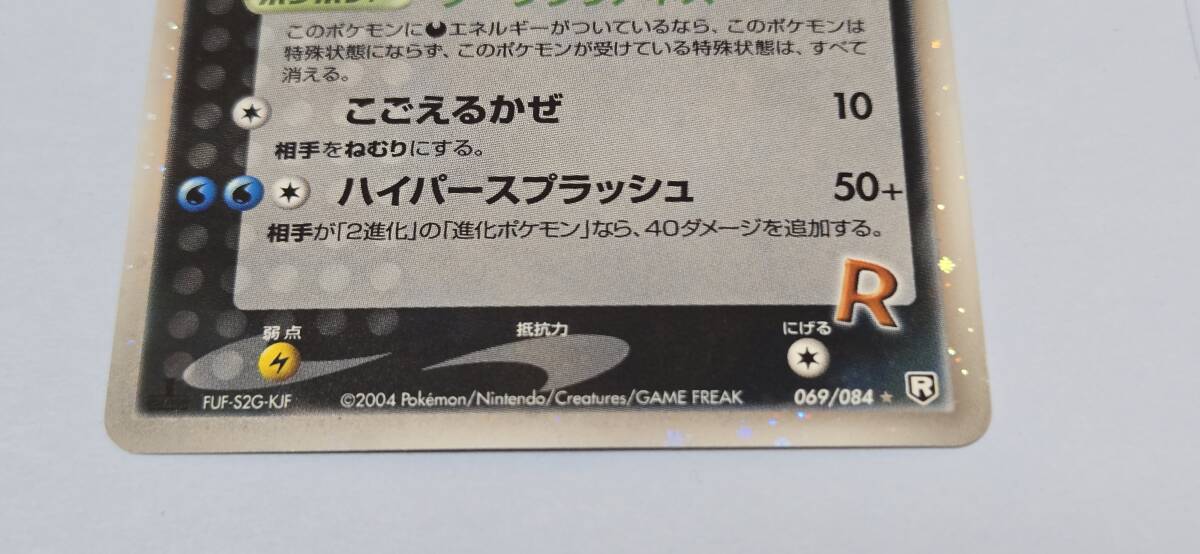 このポケモンにエネルギーがついているなら、このポケモンは
特殊状態にならず、このポケモンが受けている特殊状態は、すべて
消える。
こごえるかぜ 10
相手をねむりにする。
ハイパースプラッシュ 50+
相手が「2進化」の「進化ポケモン」なら、40ダメージを追加する。
R
弱点 抵抗力 にげる
FUF-S2G-KJF ©2004 Pokémon/Nintendo/Creatures/GAME FREAK 069/084 ★ R